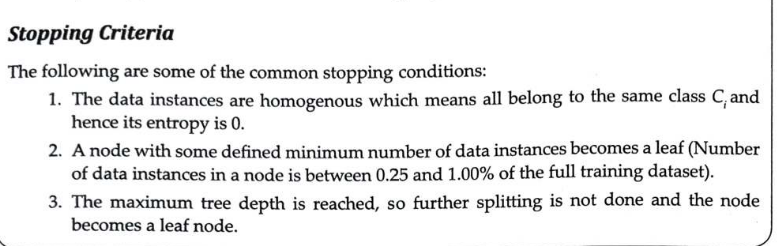 Stopping Criteria
The following are some of the common stopping conditions:
1. The data instances are homogenous which means all belong to the same class Ci and
hence its entropy is 0.
2. A node with some defined minimum number of data instances becomes a leaf (Number
of data instances in a node is between 0.25 and 1.00% of the full training dataset).
3. The maximum tree depth is reached, so further splitting is not done and the node
becomes a leaf node.